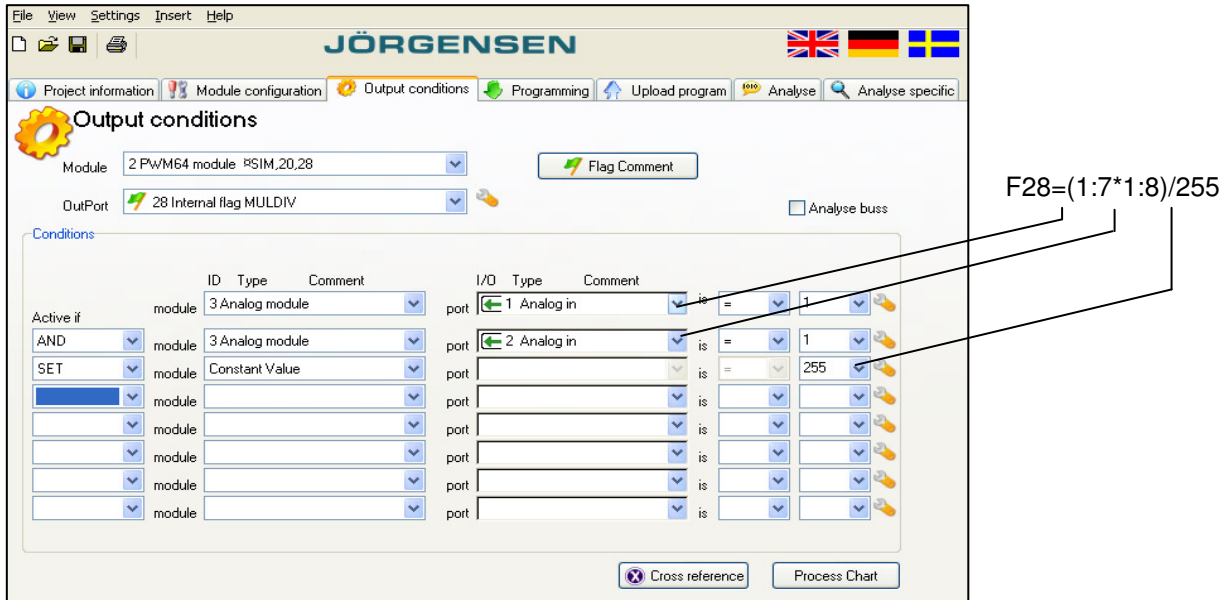 File View Settings Insert Help
JÖRGENSEN
Project information Module configuration Output conditions Programming Upload program Analyse Analyse specific
Output conditions
Module 2 PWM64 module ¤SIM,20,28 Flag Comment
OutPort 28 Internal flag MULDIV Analyse buss
F28=(1:7*1:8)/255
Conditions
ID Type Comment I/O Type Comment
module 3 Analog module port 1 Analog in is = 1
Active if
AND module 3 Analog module port 2 Analog in is = 1
SET module Constant Value port is = 255
module port is
module port is
module port is
module port is
module port is
Cross reference Process Chart